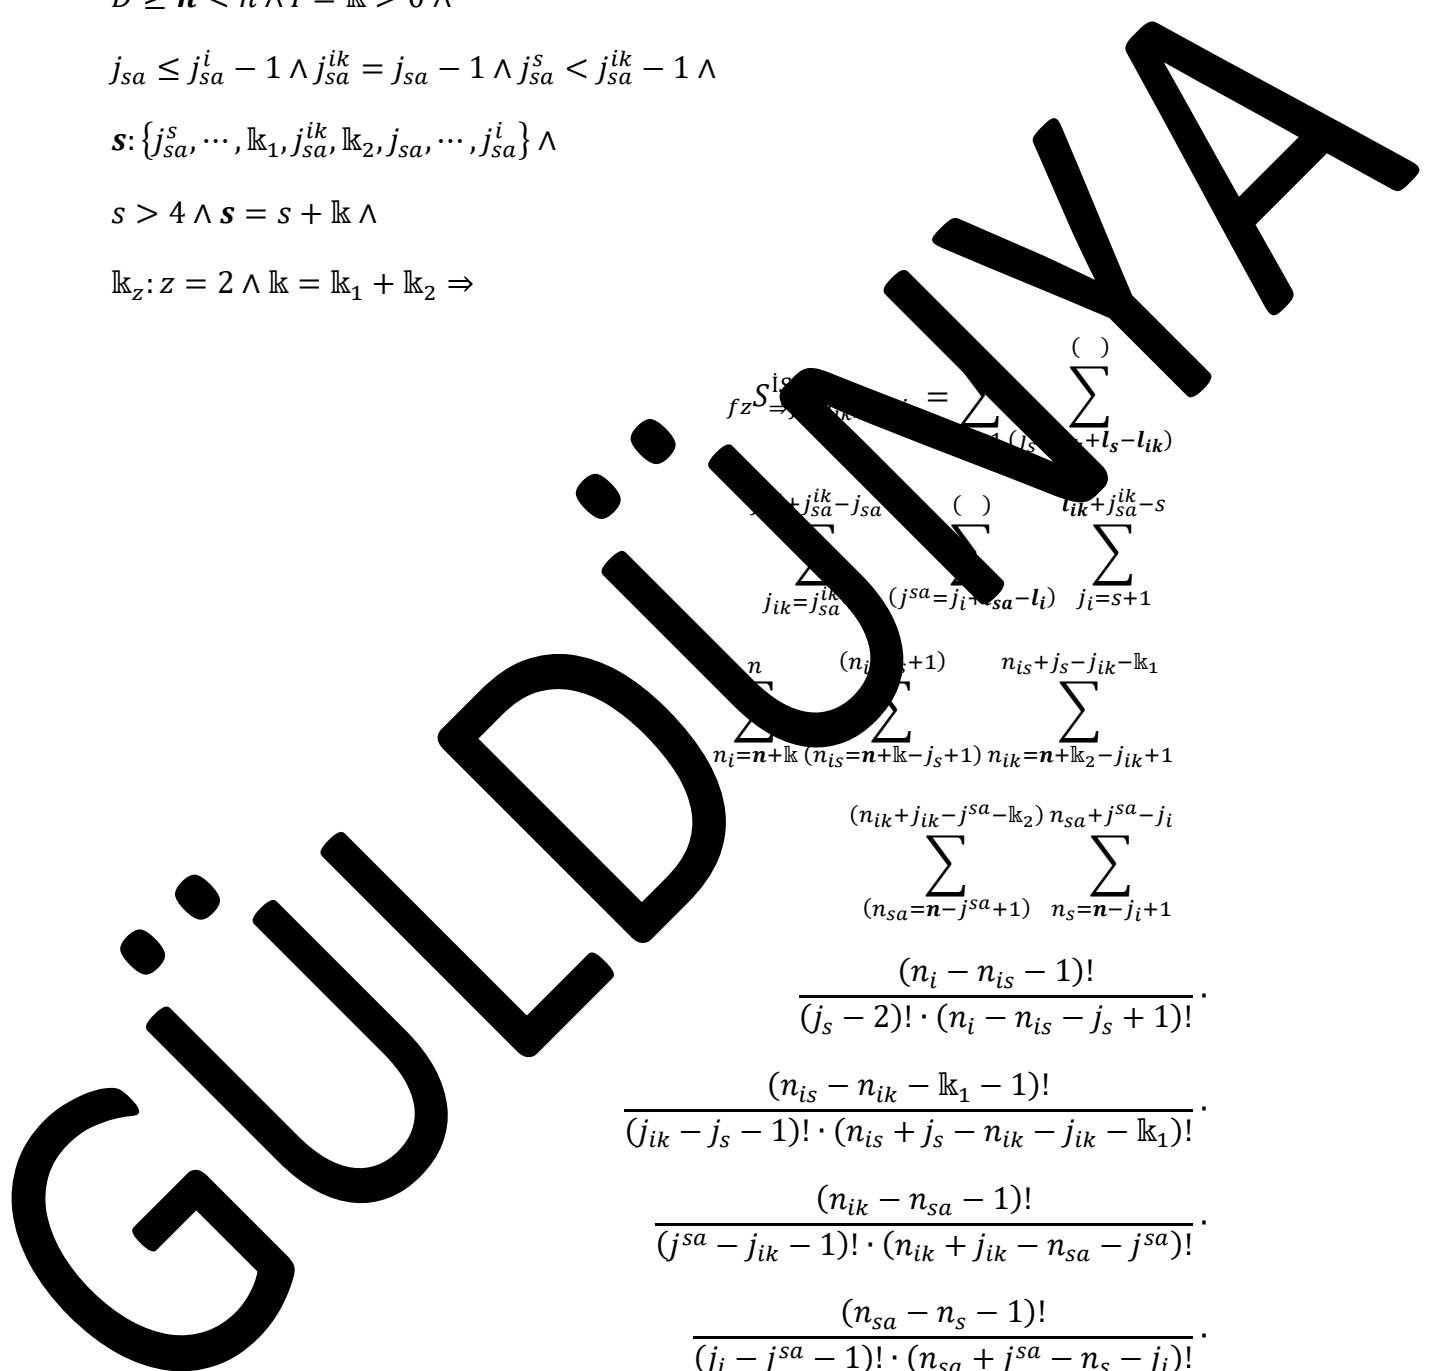 j_{sa} ≤ j_{sa}^{i} − 1 ∧ j_{sa}^{ik} = j_{sa} − 1 ∧ j_{sa}^{s} < j_{sa}^{ik} − 1 ∧
s: {j_{sa}^{s}, ⋯, 𝕜_1, j_{sa}^{ik}, 𝕜_2, j_{sa}, ⋯, j_{sa}^{i}} ∧
s > 4 ∧ s = s + 𝕜 ∧
𝕜_z: z = 2 ∧ 𝕜 = 𝕜_1 + 𝕜_2 ⇒
( )
= ∑ ∑
+l_s−l_{ik})
+j_{sa}^{ik}−j_{sa} ( ) l_{ik}+j_{sa}^{ik}−s
∑ ∑ ∑
j_{ik}=j_{sa}^{ik} (j^{sa}=j_i+l_{sa}−l_i) j_i=s+1
n +1) n_{is}+j_s−j_{ik}−𝕜_1
∑ ∑ ∑
n_i=n+𝕜 (n_{is}=n+𝕜−j_s+1) n_{ik}=n+𝕜_2−j_{ik}+1
(n_{ik}+j_{ik}−j^{sa}−𝕜_2) n_{sa}+j^{sa}−j_i
∑ ∑
(n_{sa}=n−j^{sa}+1) n_s=n−j_i+1
(n_i − n_{is} − 1)!
(j_s − 2)! · (n_i − n_{is} − j_s + 1)! ·
(n_{is} − n_{ik} − 𝕜_1 − 1)!
(j_{ik} − j_s − 1)! · (n_{is} + j_s − n_{ik} − j_{ik} − 𝕜_1)! ·
(n_{ik} − n_{sa} − 1)!
(j^{sa} − j_{ik} − 1)! · (n_{ik} + j_{ik} − n_{sa} − j^{sa})! ·
(n_{sa} − n_s − 1)!
(j_i − j^{sa} − 1)! · (n_{sa} + j^{sa} − n_s − j_i)! ·
GÜLDÜNYA